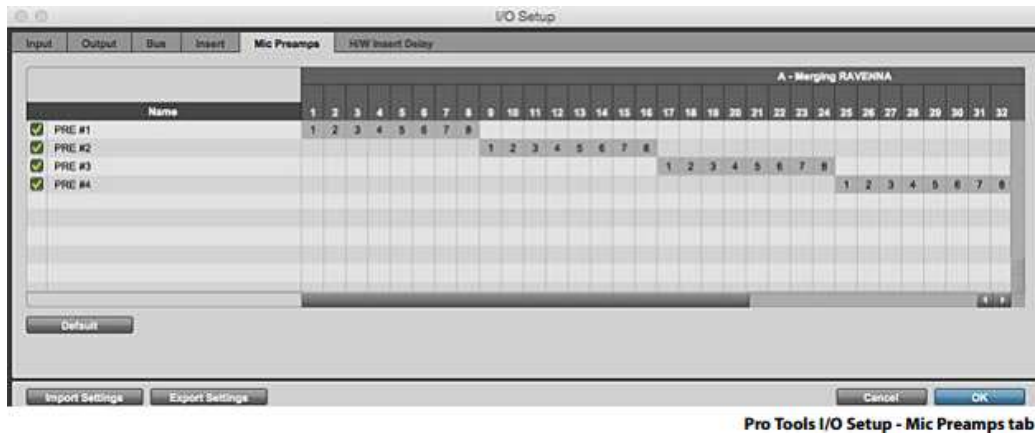 I/O Setup
Input Output Bus Insert Mic Preamps H/W Insert Delay
A - Merging RAVENNA
Name 1 2 3 4 5 6 7 8 9 10 11 12 13 14 15 16 17 18 19 20 21 22 23 24 25 26 27 28 29 30 31 32
PRE #1 1 2 3 4 5 6 7 8
PRE #2 1 2 3 4 5 6 7 8
PRE #3 1 2 3 4 5 6 7 8
PRE #4 1 2 3 4 5 6 7 8
Default
Import Settings Export Settings Cancel OK
Pro Tools I/O Setup - Mic Preamps tab